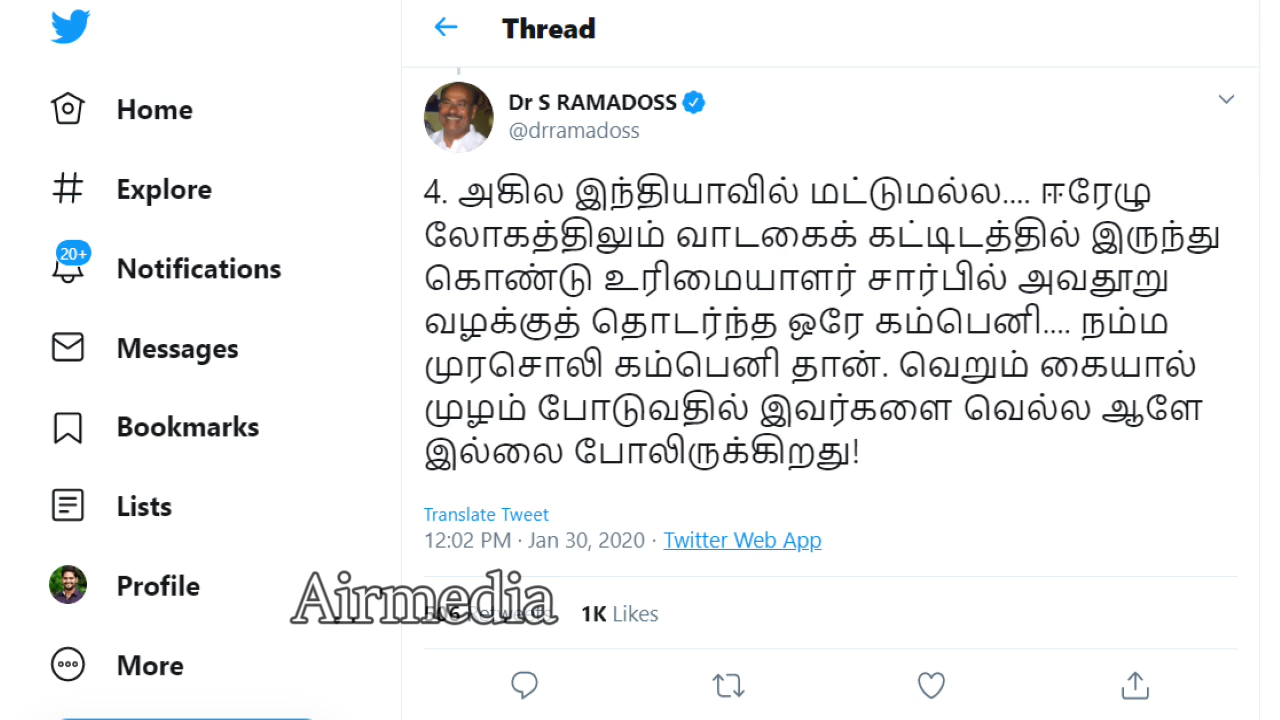 Thread
Home
Dr S RAMADOSS
@drramadoss
Explore
4. அகில இந்தியாவில் மட்டுமல்ல.... ஈரேழு
லோகத்திலும் வாடகைக் கட்டிடத்தில் இருந்து
20+
Notifications
கொண்டு உரிமையாளர் சார்பில் அவதூறு
வழக்குத் தொடர்ந்த ஒரே கம்பெனி.... நம்ம
Messages
முரசொலி கம்பெனி தான். வெறும் கையால்
முழம் போடுவதில் இவர்களை வெல்ல ஆளே
Bookmarks
இல்லை போலிருக்கிறது!
Lists
Translate Tweet
12:02 PM · Jan 30, 2020 · Twitter Web App
Profile
Airmedia
506 Retweets 1K Likes
More